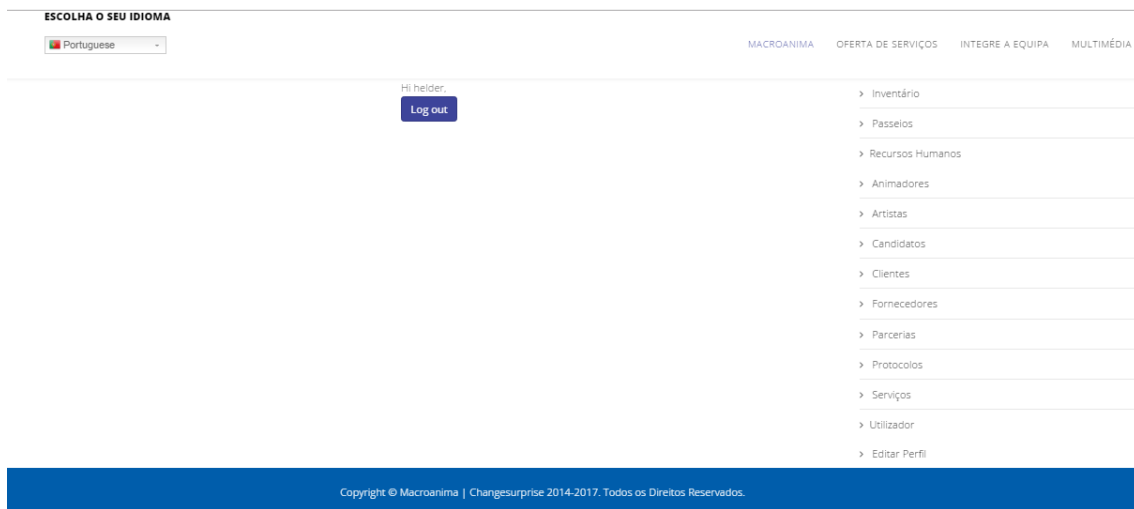 ESCOLHA O SEU IDIOMA
Portuguese
MACROANIMA OFERTA DE SERVIÇOS INTEGRE A EQUIPA MULTIMÉDIA
Hi helder,
Log out
Inventário
Passeios
Recursos Humanos
Animadores
Artistas
Candidatos
Clientes
Fornecedores
Parcerias
Protocolos
Serviços
Utilizador
Editar Perfil
Copyright © Macroanima | Changesurprise 2014-2017. Todos os Direitos Reservados.